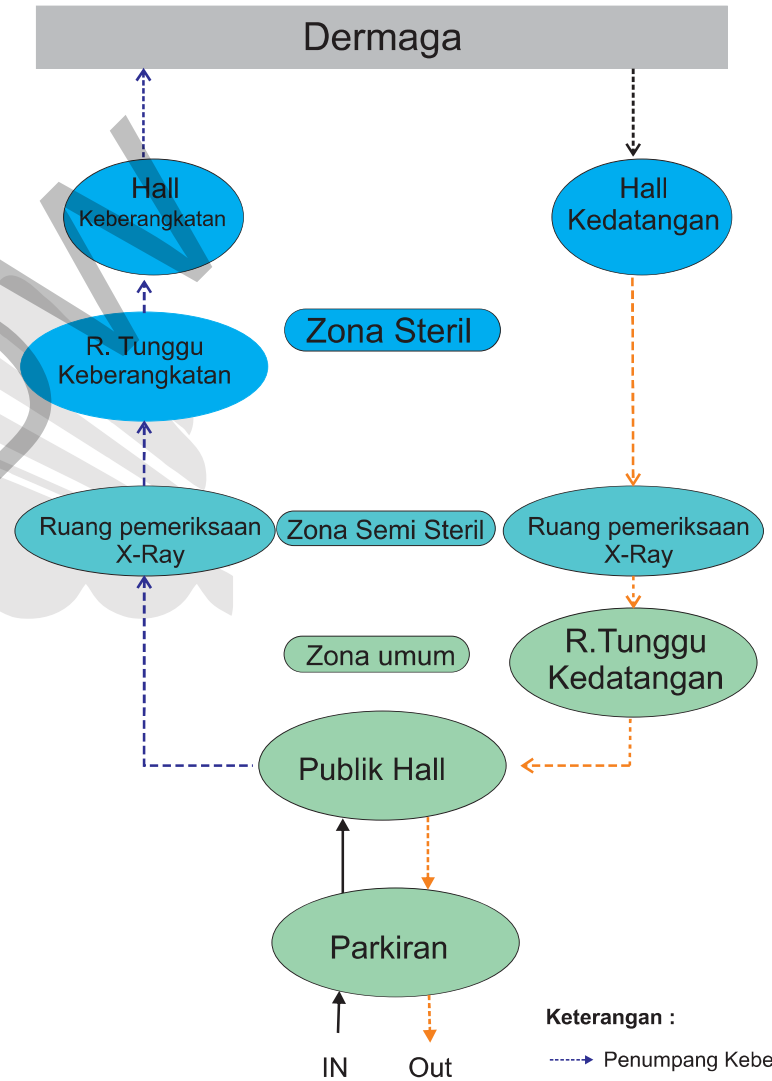 Dermaga
Hall
Keberangkatan
Hall
Kedatangan
Zona Steril
R. Tunggu
Keberangkatan
Ruang pemeriksaan
X-Ray
Zona Semi Steril
Ruang pemeriksaan
X-Ray
Zona umum
R.Tunggu
Kedatangan
Publik Hall
Parkiran
IN
Out
Keterangan :
Penumpang Kebe